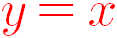 y = x